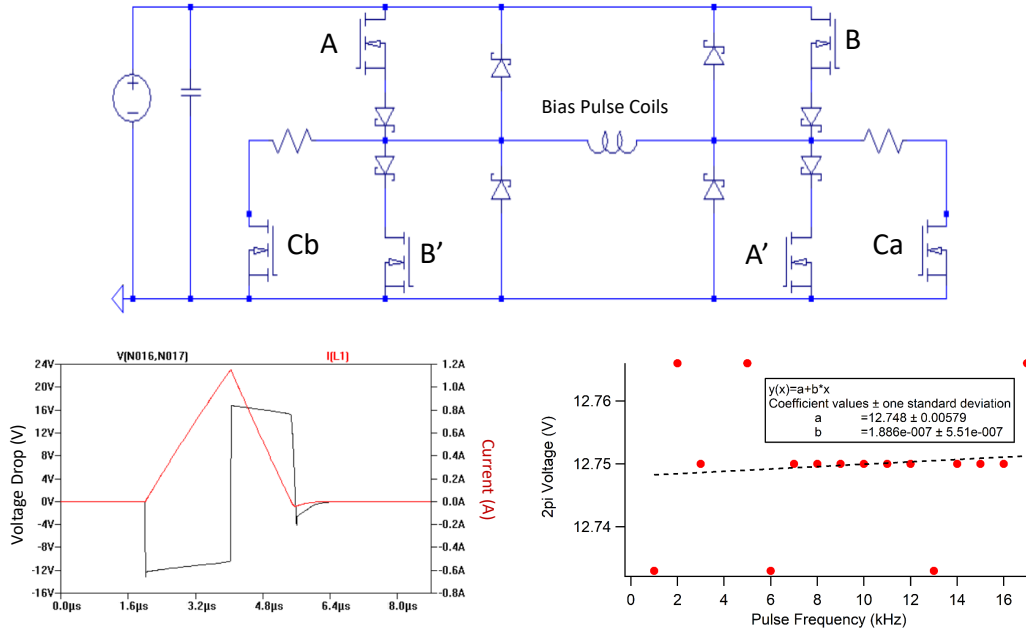 A
B
Bias Pulse Coils
Cb
B’
A’
Ca
V(N016,N017)
I(L1)
24V
20V
16V
12V
8V
4V
0V
-4V
-8V
-12V
-16V
1.2A
1.0A
0.8A
0.6A
0.4A
0.2A
0.0A
-0.2A
-0.4A
-0.6A
-0.8A
Voltage Drop (V)
Current (A)
0.0µs
1.6µs
3.2µs
4.8µs
6.4µs
8.0µs
12.76
12.75
12.74
2pi Voltage (V)
y(x)=a+b*x
Coefficient values ± one standard deviation
a =12.748 ± 0.00579
b =1.886e-007 ± 5.51e-007
0 2 4 6 8 10 12 14 16
Pulse Frequency (kHz)